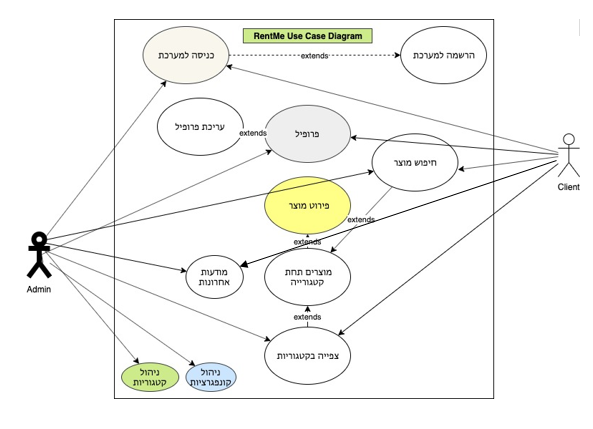 RentMe Use Case Diagram
כניסה למערכת
extends
הרשמה למערכת
עריכת פרופיל
extends
פרופיל
חיפוש מוצר
Client
פירוט מוצר
extends
extends
Admin
מודעות
אחרונות
מוצרים תחת
קטגורייה
extends
צפייה בקטגוריות
ניהול
קטגוריות
ניהול
קונפגרציות